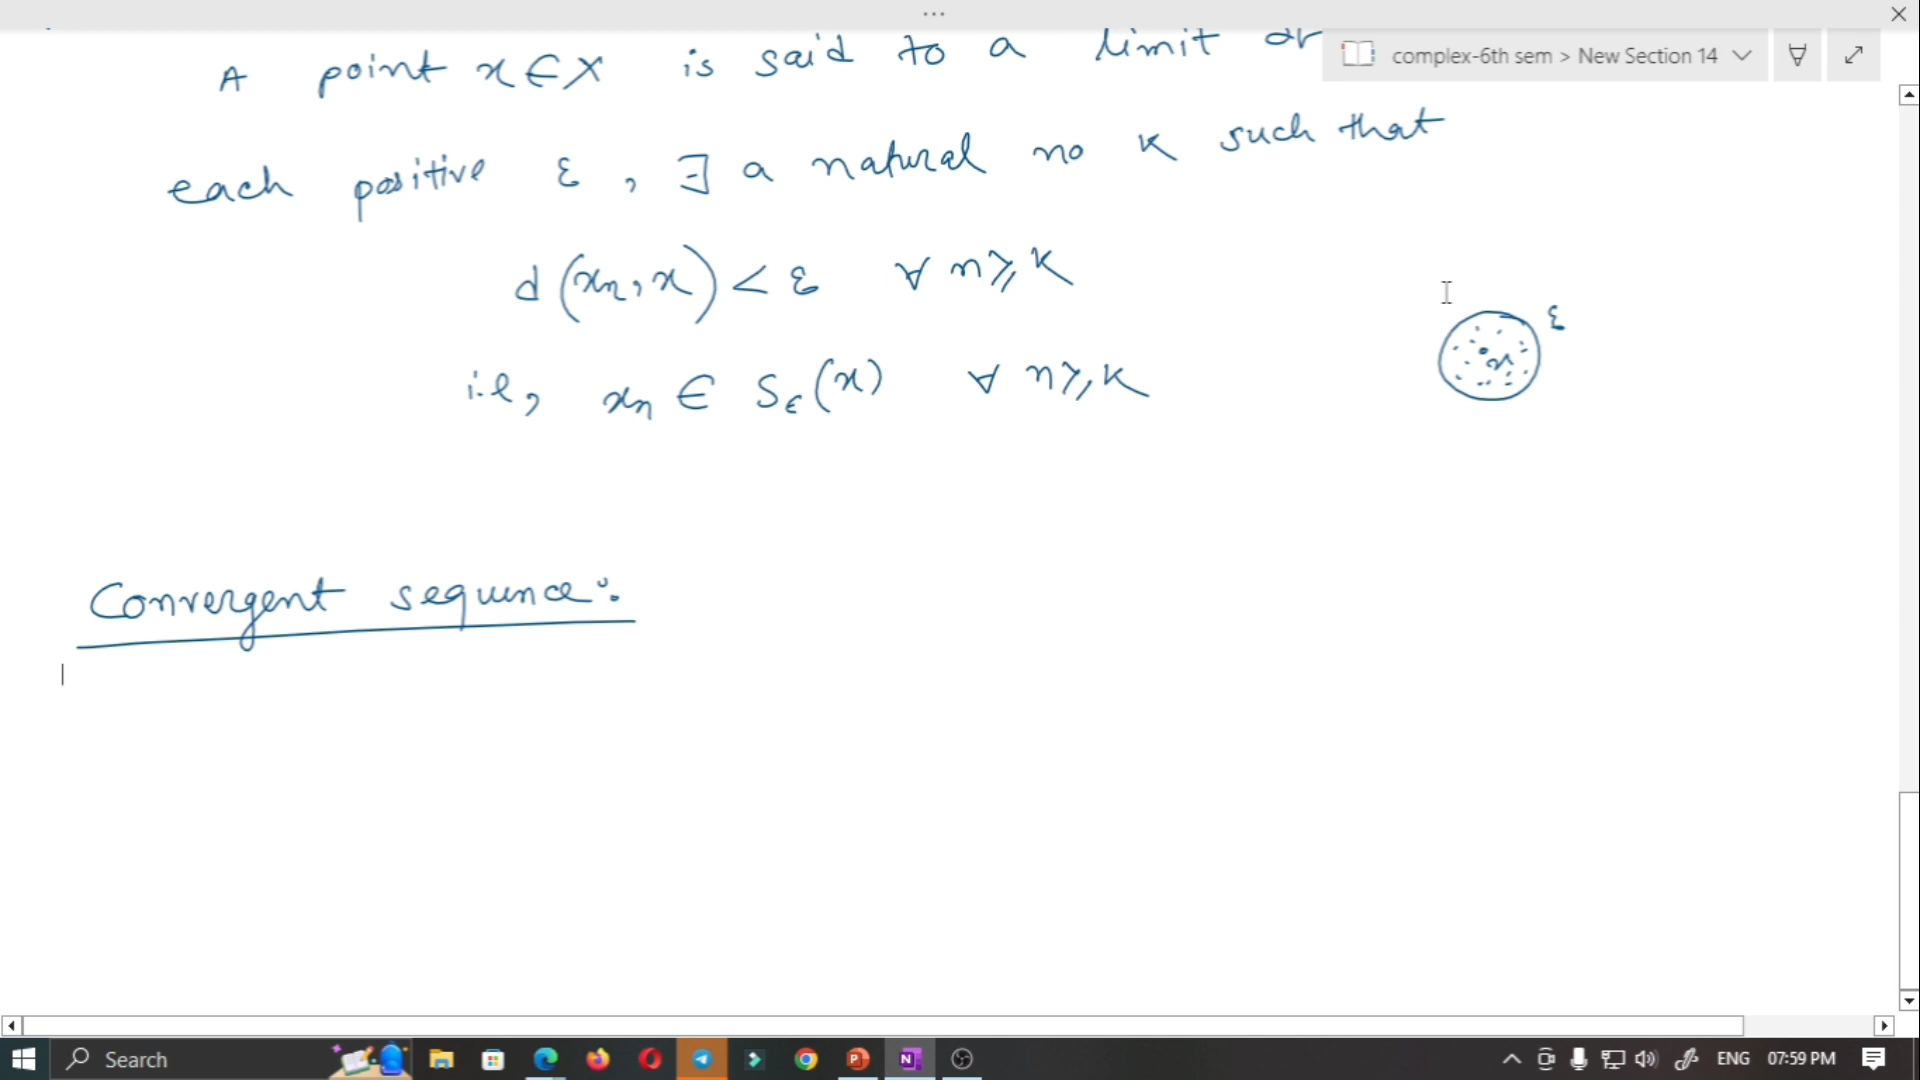 ...
A point x ∈ X is said to a limit or
complex-6th sem > New Section 14
each positive ε, ∃ a natural no K such that
d(xn, x) < ε ∀ n ≥ K
ε
x
i.e, xn ∈ Sε(x) ∀ n ≥ K
Convergent sequence:
Search
ENG 07:59 PM